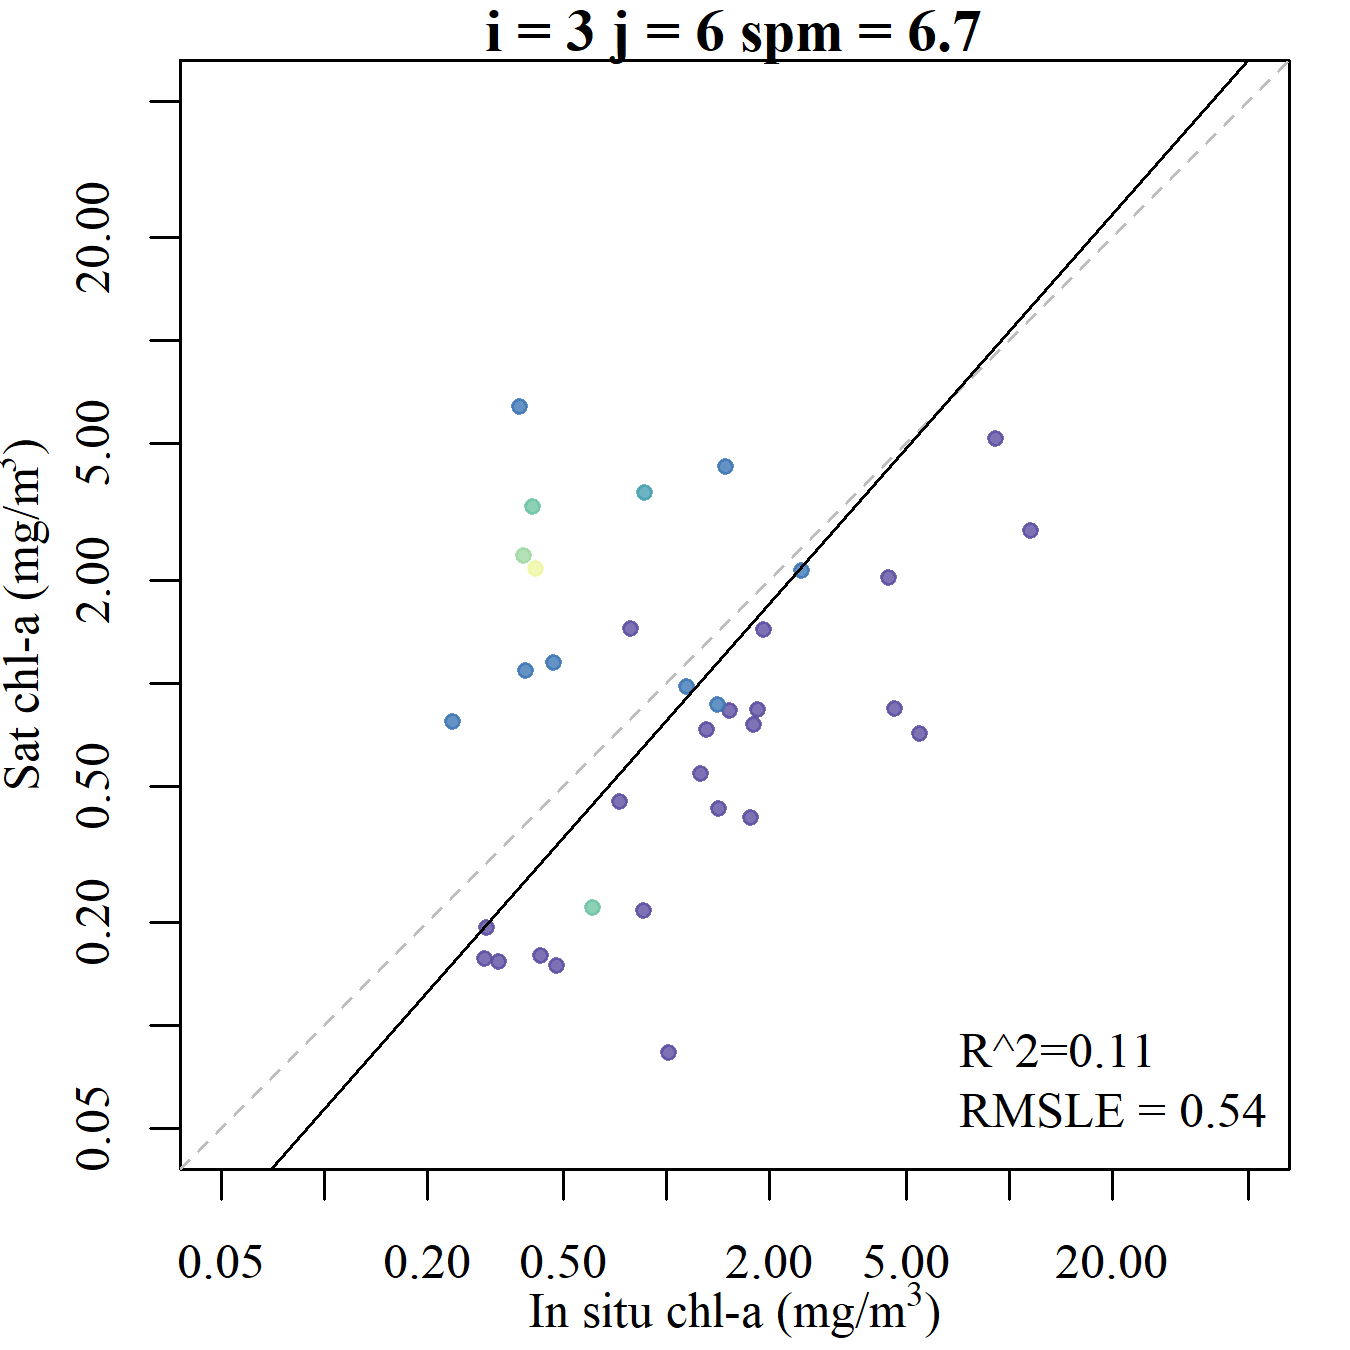 i = 3 j = 6 spm = 6.7
Sat chl-a (mg/m³)
20.00
5.00
2.00
0.50
0.20
0.05
R^2=0.11
RMSLE = 0.54
0.05 0.20 0.50 2.00 5.00 20.00
In situ chl-a (mg/m³)